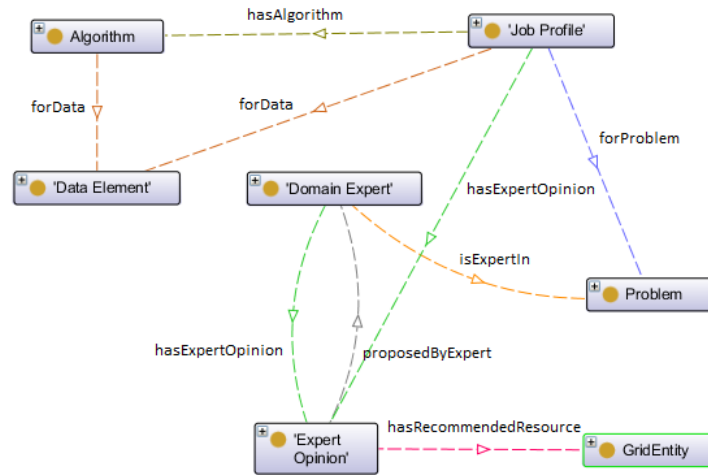 hasAlgorithm
Algorithm
'Job Profile'
forData
forData
forProblem
'Data Element'
'Domain Expert'
hasExpertOpinion
isExpertIn
Problem
hasExpertOpinion
proposedByExpert
'Expert
Opinion'
hasRecommendedResource
GridEntity